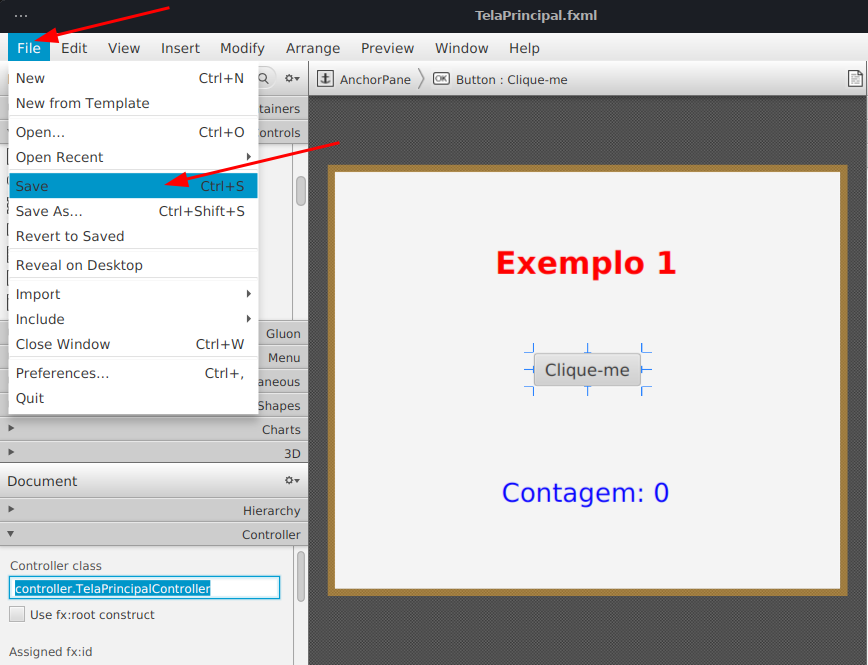 ...
TelaPrincipal.fxml
File Edit View Insert Modify Arrange Preview Window Help
New Ctrl+N
New from Template
Open... Ctrl+O
Open Recent
Save Ctrl+S
Save As... Ctrl+Shift+S
Revert to Saved
Reveal on Desktop
Import
Include
Close Window Ctrl+W
Preferences... Ctrl+,
Quit
tainers
ontrols
Gluon
Menu
aneous
Shapes
Charts
3D
Document
Hierarchy
Controller
Controller class
controller.TelaPrincipalController
Use fx:root construct
Assigned fx:id
AnchorPane OK Button : Clique-me
Exemplo 1
Clique-me
Contagem: 0